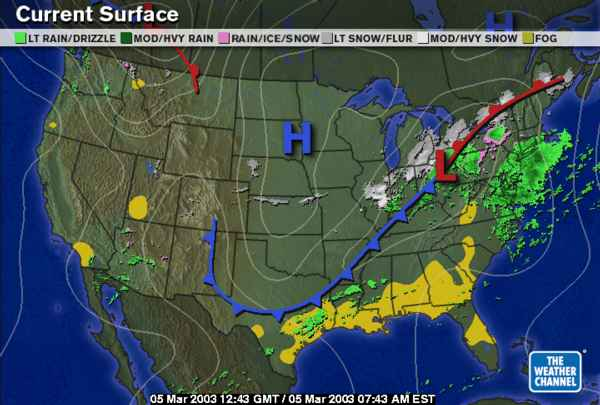 Current Surface
LT RAIN/DRIZZLE MOD/HVY RAIN RAIN/ICE/SNOW LT SNOW/FLUR MOD/HVY SNOW FOG
L H
H
L
THE
WEATHER
CHANNEL
05 Mar 2003 12:43 GMT / 05 Mar 2003 07:43 AM EST